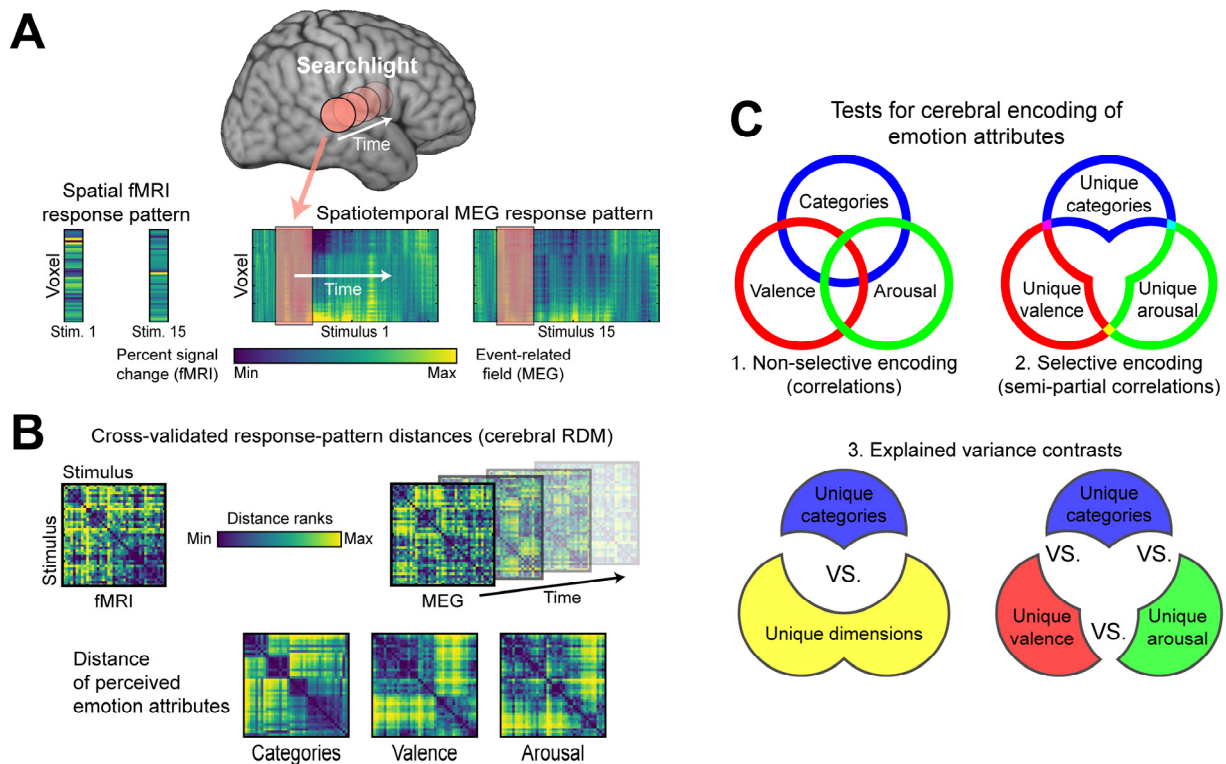 A
Searchlight
Time
Spatial fMRI
response pattern
Voxel
Stim. 1
Stim. 15
Spatiotemporal MEG response pattern
Voxel
Time
Stimulus 1
Stimulus 15
Percent signal
change (fMRI)
Min
Max
Event-related
field (MEG)
B
Cross-validated response-pattern distances (cerebral RDM)
Stimulus
Stimulus
fMRI
Distance ranks
Min
Max
MEG
Time
Distance
of perceived
emotion attributes
Categories
Valence
Arousal
C
Tests for cerebral encoding of
emotion attributes
Categories
Valence
Arousal
1. Non-selective encoding
(correlations)
Unique
categories
Unique
valence
Unique
arousal
2. Selective encoding
(semi-partial correlations)
3. Explained variance contrasts
Unique
categories
VS.
Unique dimensions
Unique
categories
VS.
VS.
Unique
valence
VS.
Unique
arousal